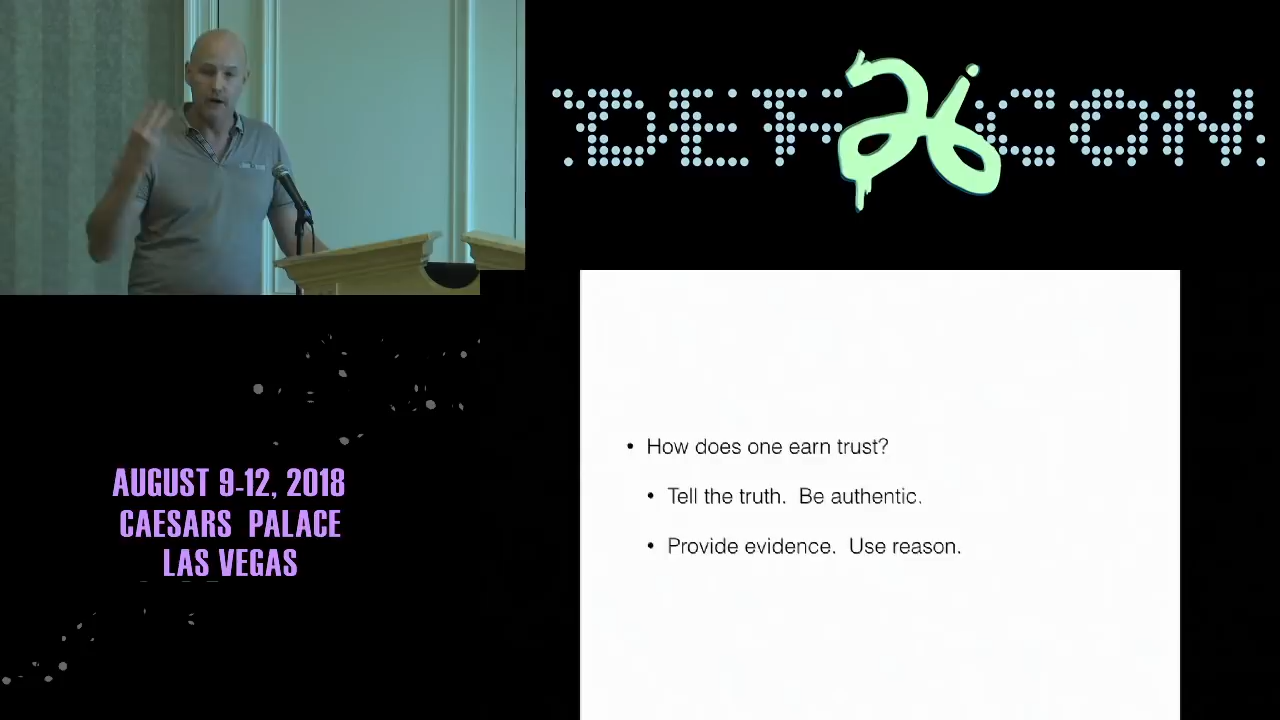 DEF 26 CON
• How does one earn trust?
• Tell the truth.  Be authentic.
• Provide evidence.  Use reason.
AUGUST 9-12, 2018
CAESARS PALACE
LAS VEGAS